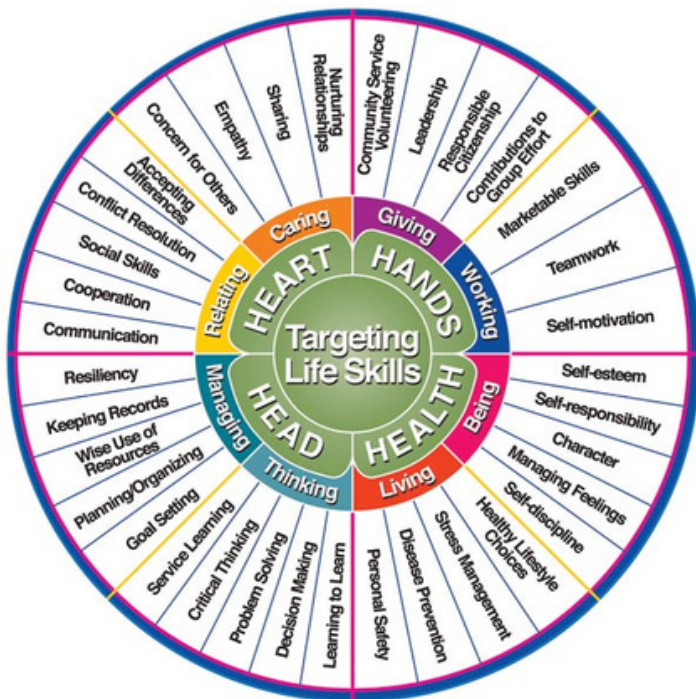 Targeting
Life Skills
HEART
HANDS
HEALTH
HEAD
Caring
Giving
Working
Being
Living
Thinking
Managing
Relating
Nurturing
Relationships
Sharing
Empathy
Concern for Others
Accepting
Differences
Conflict Resolution
Social Skills
Cooperation
Communication
Community Service
Volunteering
Leadership
Responsible
Citizenship
Contributions to
Group Effort
Marketable Skills
Teamwork
Self-motivation
Self-esteem
Self-responsibility
Character
Managing Feelings
Self-discipline
Healthy Lifestyle
Choices
Stress Management
Disease Prevention
Personal Safety
Learning to Learn
Decision Making
Problem Solving
Critical Thinking
Service Learning
Goal Setting
Planning/Organizing
Wise Use of
Resources
Keeping Records
Resiliency